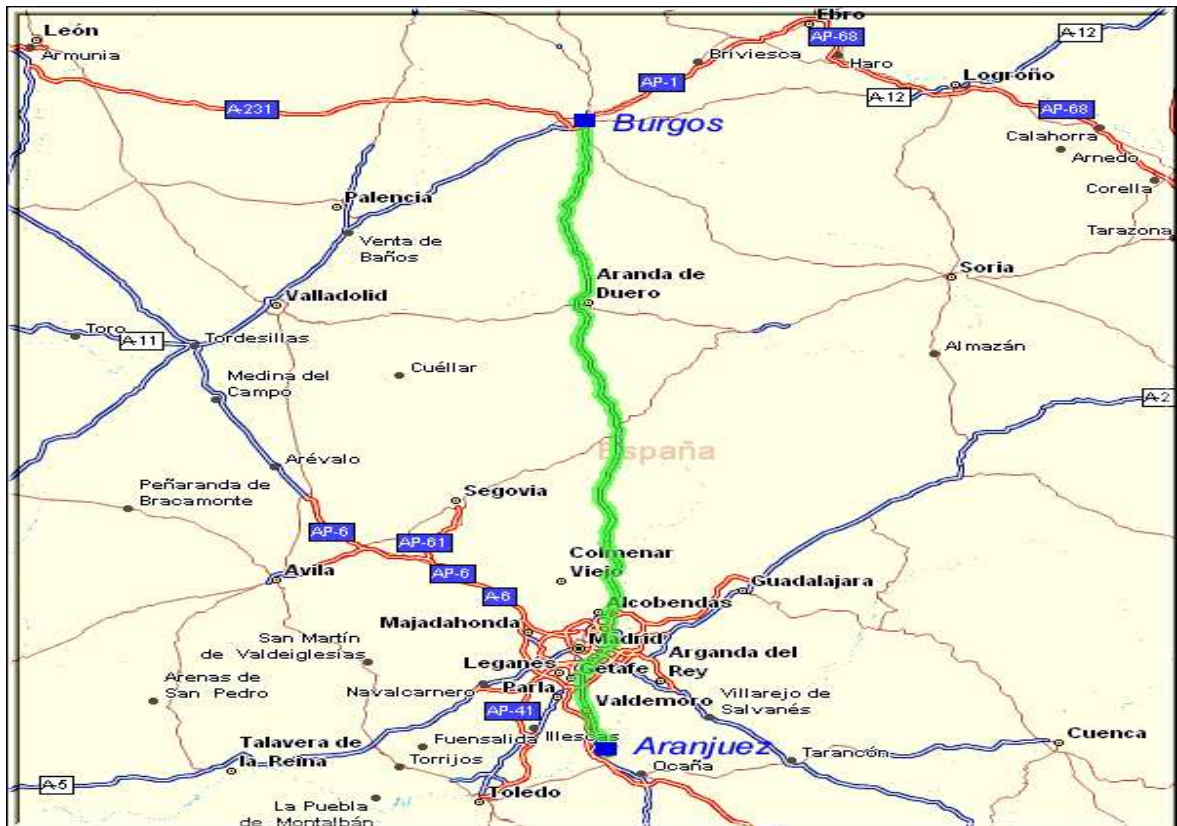 León
Armunia
Ebro
AP-68
A-12
Briviesca
Haro
AP-1
Logroño
A-12
A-231
AP-68
Burgos
Calahorra
Arnedo
Corella
Palencia
Tarazona
Venta de
Baños
Aranda de
Duero
Soria
Valladolid
Toro
A-11
Tordesillas
Almazán
Cuéllar
Medina del
Campo
A-2
España
Arévalo
Peñaranda de
Bracamonte
Segovia
AP-6
AP-61
Colmenar
Viejo
AP-6
Avila
Guadalajara
A-6
Alcobendas
Majadahonda
San Martín
de Valdeiglesias
Madrid
Leganes
Getafe
Arganda del
Rey
Arenas de
San Pedro
Navalcarnero
Parla
Valdemoro
Villarejo de
Salvanés
AP-41
Illescas
Fuensalida
Aranjuez
Cuenca
Talavera de
la Reina
Torrijos
Ocaña
Tarancón
A-5
Toledo
La Puebla
de Montalbán